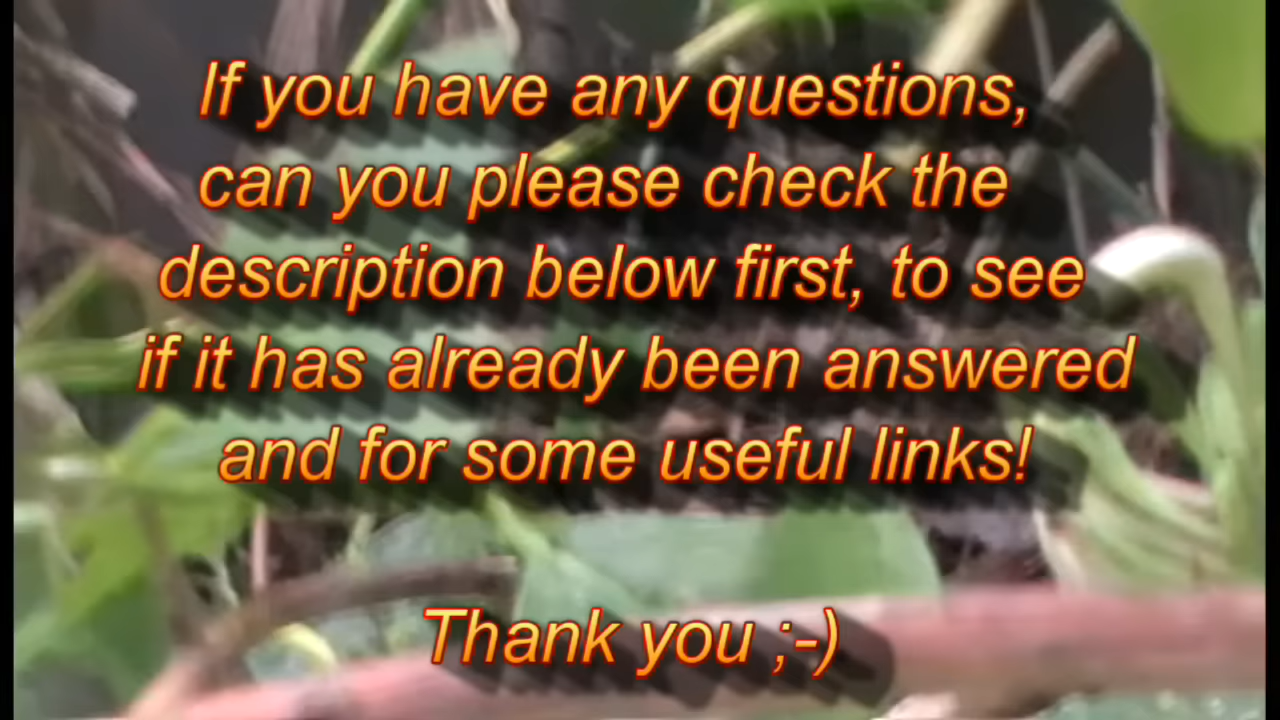 If you have any questions,
can you please check the
description below first, to see
if it has already been answered
and for some useful links!
Thank you ;-)